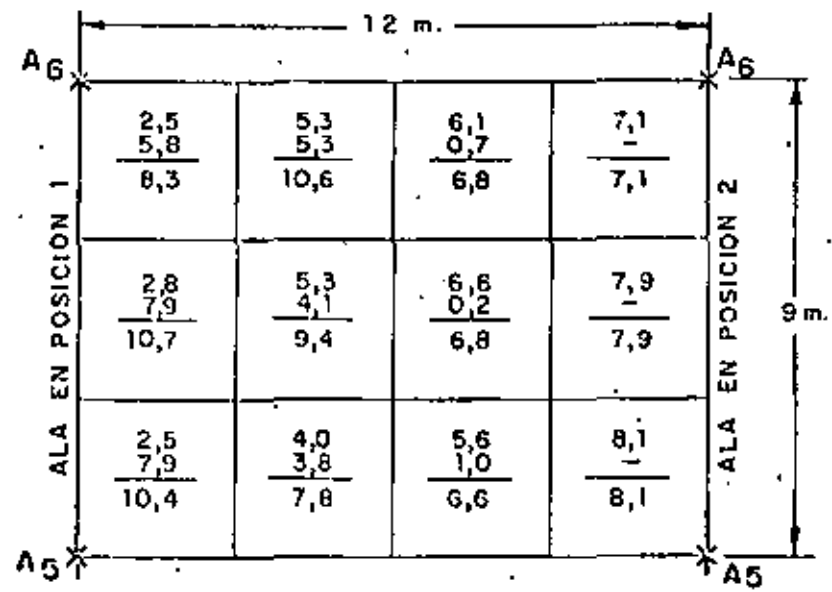 12 m.
A6 A6
2,5 5,3 6,1 7,1
5,8 5,3 0,7 –
8,3 10,6 6,8 7,1
ALA EN POSICION 1
ALA EN POSICION 2
2,8 5,3 6,6 7,9
7,9 4,1 0,2 –
10,7 9,4 6,8 7,9
9 m.
2,5 4,0 5,6 8,1
7,9 3,8 1,0 –
10,4 7,8 6,6 8,1
A5 A5